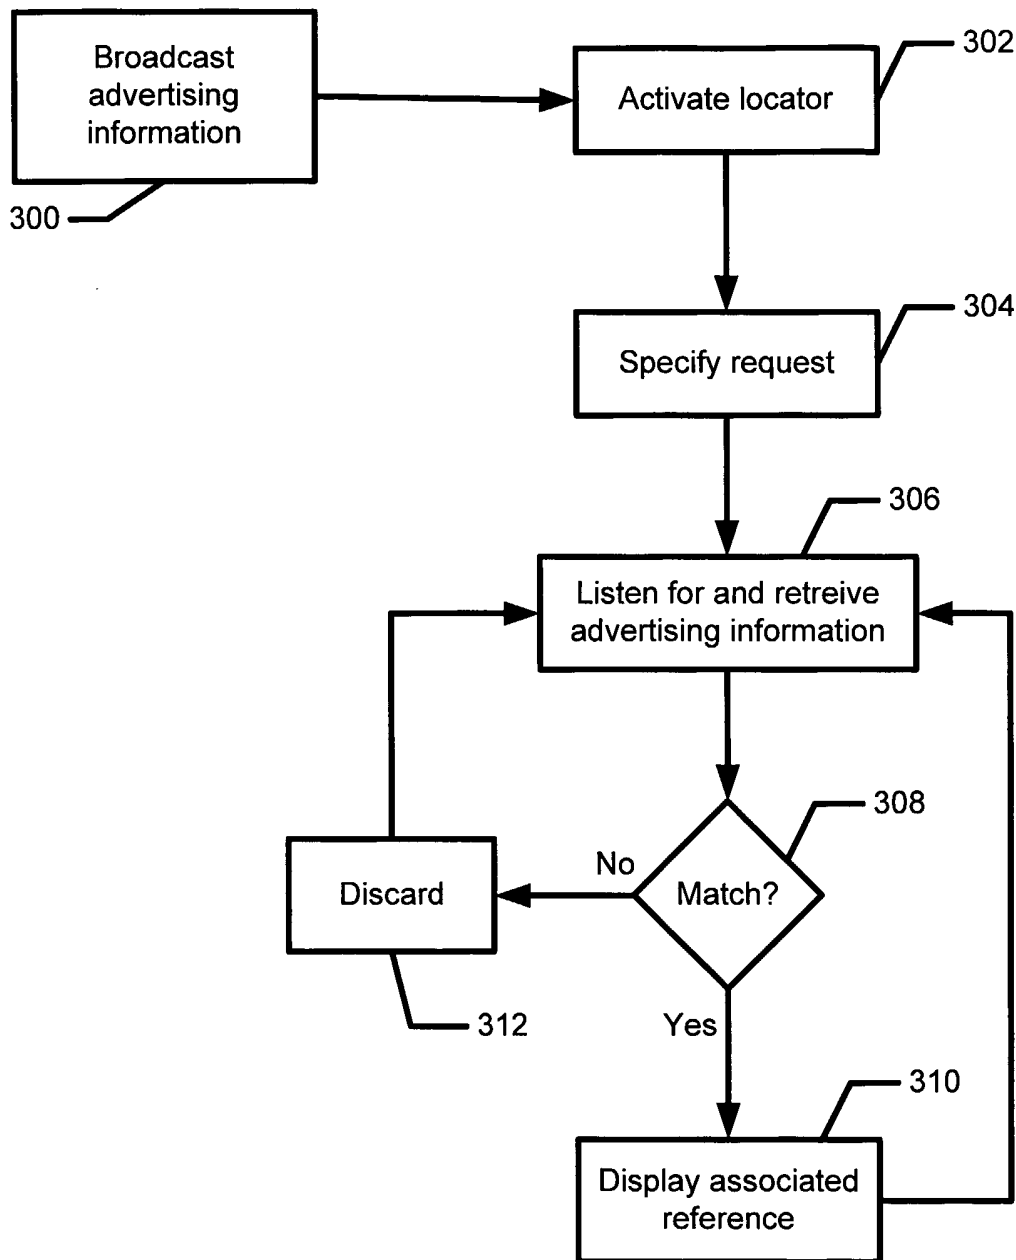 Broadcast
advertising
information
300
302
Activate locator
304
Specify request
306
Listen for and retreive
advertising information
308
Match?
No
Discard
312
Yes
310
Display associated
reference